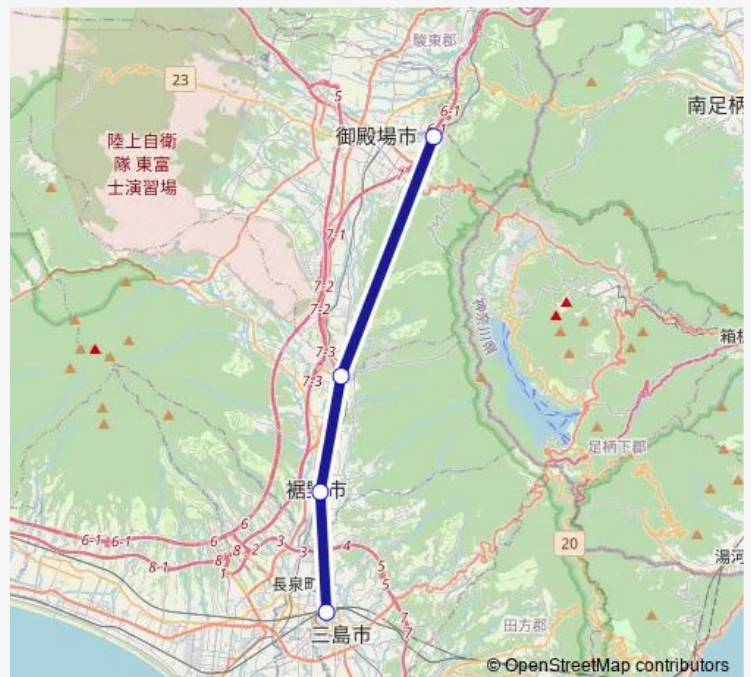 駿東郡
23
5
南足柄
6-1
御殿場市
陸上自衛
隊 東富
士演習場
7
7-1
7-2
7-2
神奈川県
7-3
7-3
箱根
足柄下郡
裾野市
6
6-1
6-1
6
8
2
3
3
4
20
8-1
8
1
5
5
湯河
長泉町
7
7
三島市
田方郡
© OpenStreetMap contributors